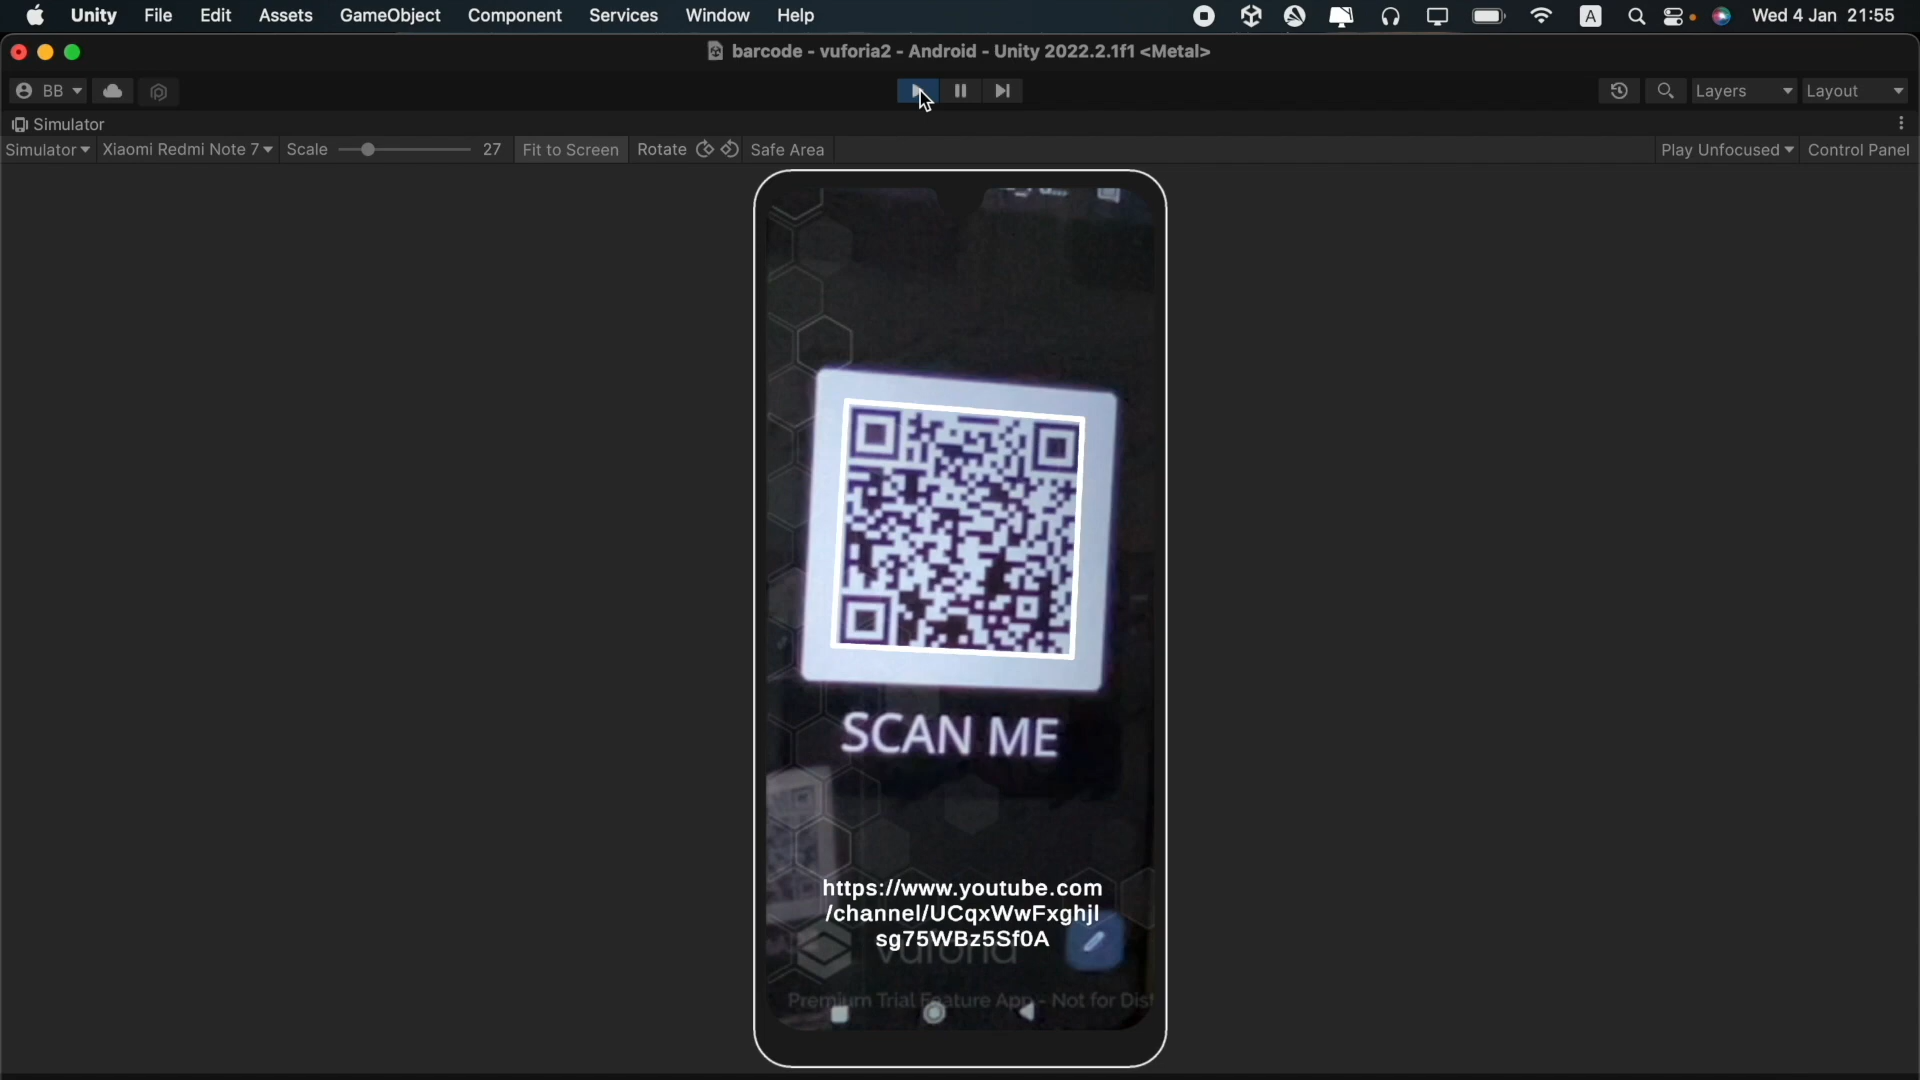 Unity File Edit Assets GameObject Component Services Window Help A Wed 4 Jan 21:55
barcode - vuforia2 - Android - Unity 2022.2.1f1 <Metal>
BB Layers Layout
Simulator
Simulator Xiaomi Redmi Note 7 Scale 27 Fit to Screen Rotate Safe Area Play Unfocused Control Panel
SCAN ME
https://www.youtube.com
/channel/UCqxWwFxghjl
sg75WBz5Sf0A
vuforia
Premium Trial Feature App - Not for Dist